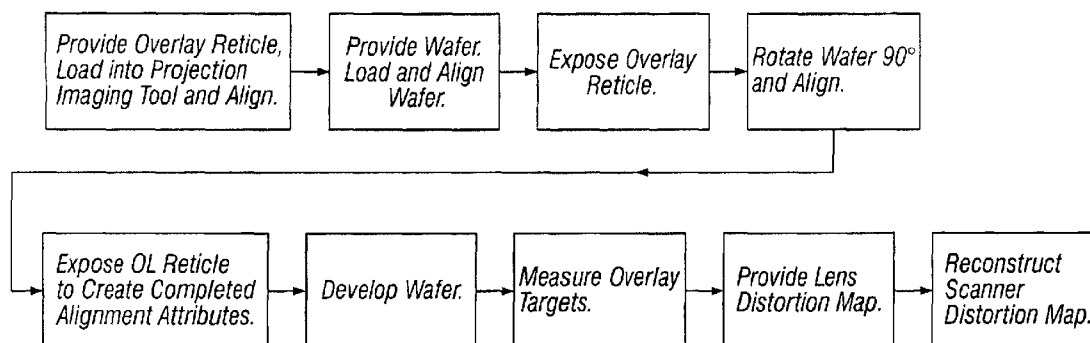 Provide Overlay Reticle,
Load into Projection
Imaging Tool and Align.
Provide Wafer.
Load and Align
Wafer.
Expose Overlay
Reticle.
Rotate Wafer 90°
and Align.
Expose OL Reticle
to Create Completed
Alignment Attributes.
Develop Wafer.
Measure Overlay
Targets.
Provide Lens
Distortion Map.
Reconstruct
Scanner
Distortion Map.